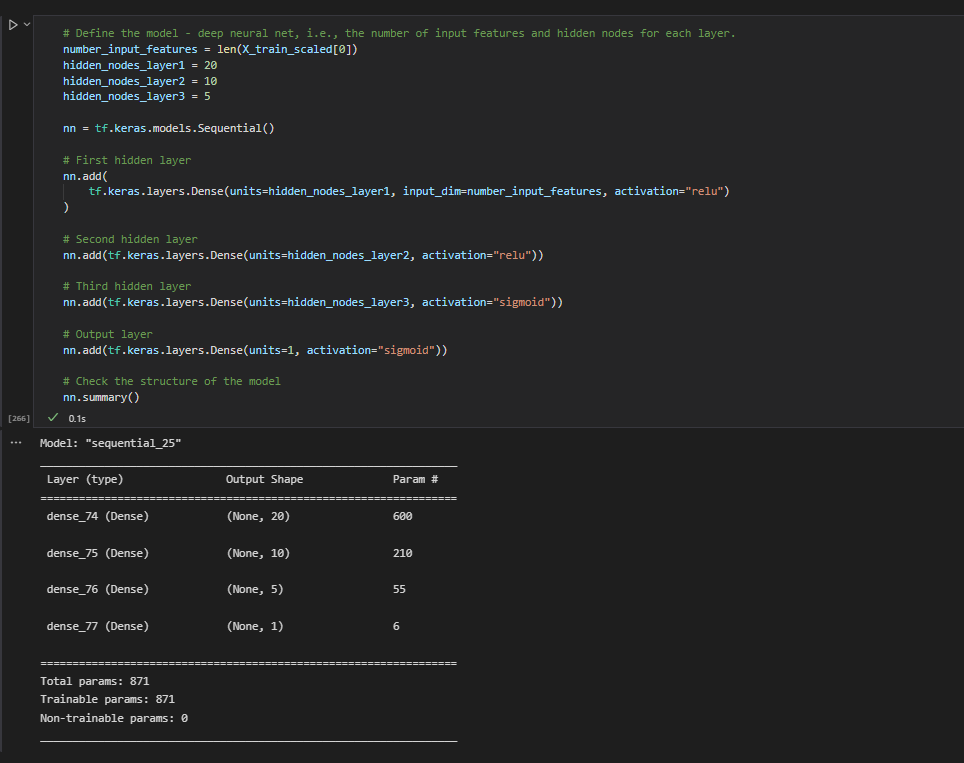 # Define the model - deep neural net, i.e., the number of input features and hidden nodes for each layer.
number_input_features = len(X_train_scaled[0])
hidden_nodes_layer1 = 20
hidden_nodes_layer2 = 10
hidden_nodes_layer3 = 5
nn = tf.keras.models.Sequential()
# First hidden layer
nn.add(
tf.keras.layers.Dense(units=hidden_nodes_layer1, input_dim=number_input_features, activation="relu")
)
# Second hidden layer
nn.add(tf.keras.layers.Dense(units=hidden_nodes_layer2, activation="relu"))
# Third hidden layer
nn.add(tf.keras.layers.Dense(units=hidden_nodes_layer3, activation="sigmoid"))
# Output layer
nn.add(tf.keras.layers.Dense(units=1, activation="sigmoid"))
# Check the structure of the model
nn.summary()
[266] ✓ 0.1s
... Model: "sequential_25"
Layer (type) Output Shape Param #
=================================================================
dense_74 (Dense) (None, 20) 600
dense_75 (Dense) (None, 10) 210
dense_76 (Dense) (None, 5) 55
dense_77 (Dense) (None, 1) 6
=================================================================
Total params: 871
Trainable params: 871
Non-trainable params: 0